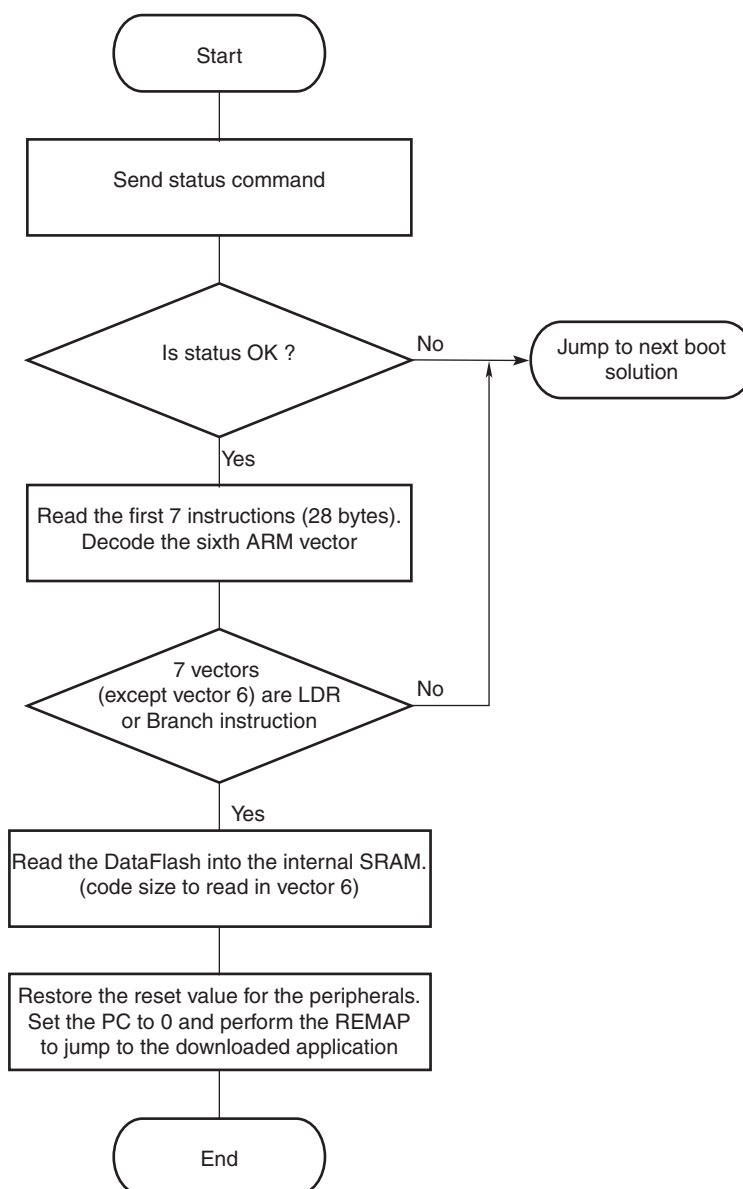 Start
Send status command
Is status OK ?
No
Jump to next boot
solution
Yes
Read the first 7 instructions (28 bytes).
Decode the sixth ARM vector
7 vectors
(except vector 6) are LDR
or Branch instruction
No
Yes
Read the DataFlash into the internal SRAM.
(code size to read in vector 6)
Restore the reset value for the peripherals.
Set the PC to 0 and perform the REMAP
to jump to the downloaded application
End